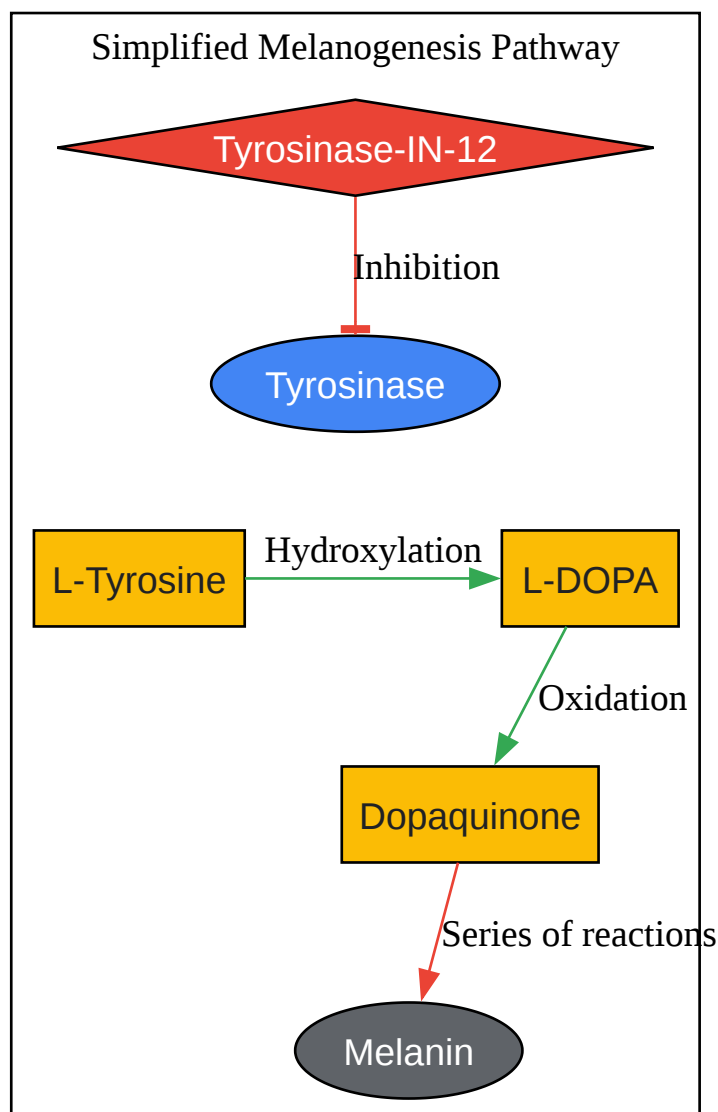 Simplified Melanogenesis Pathway
Tyrosinase-IN-12
Inhibition
Tyrosinase
L-Tyrosine
Hydroxylation
L-DOPA
Oxidation
Dopaquinone
Series of reactions
Melanin